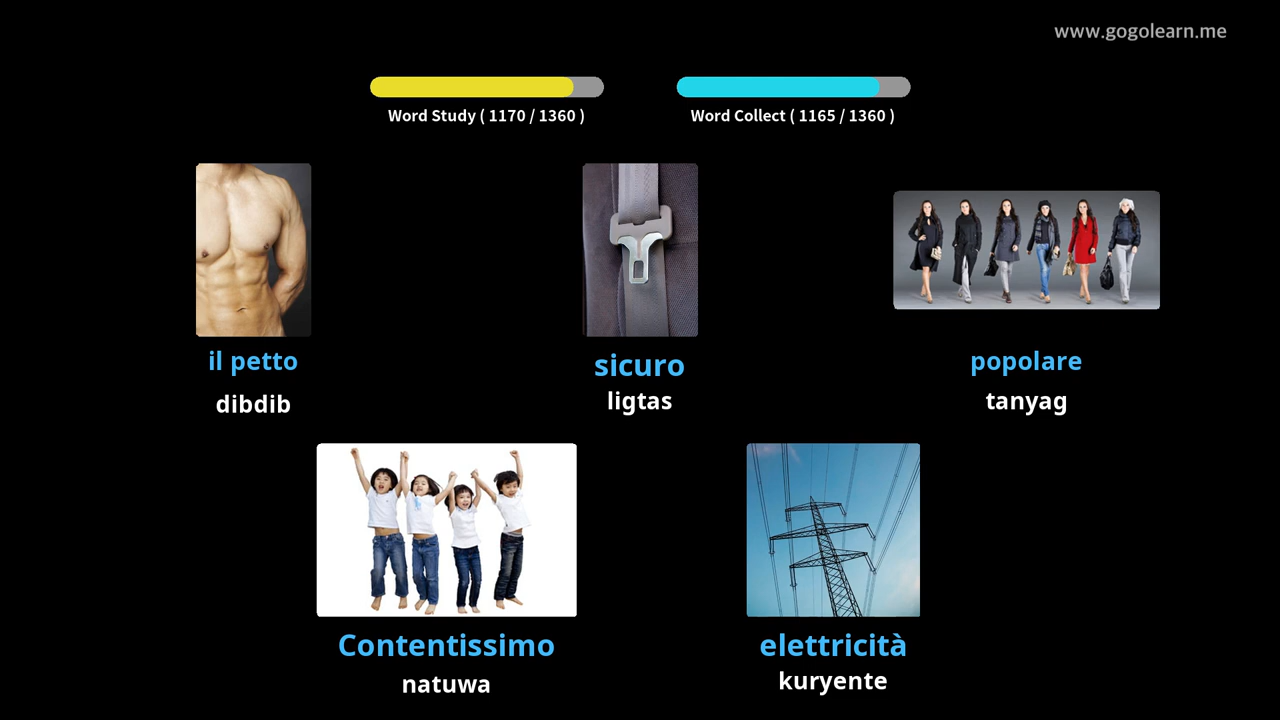 www.gogolearn.me
Word Study ( 1170 / 1360 )
Word Collect ( 1165 / 1360 )
il petto
dibdib
sicuro
ligtas
popolare
tanyag
Contentissimo
natuwa
elettricità
kuryente